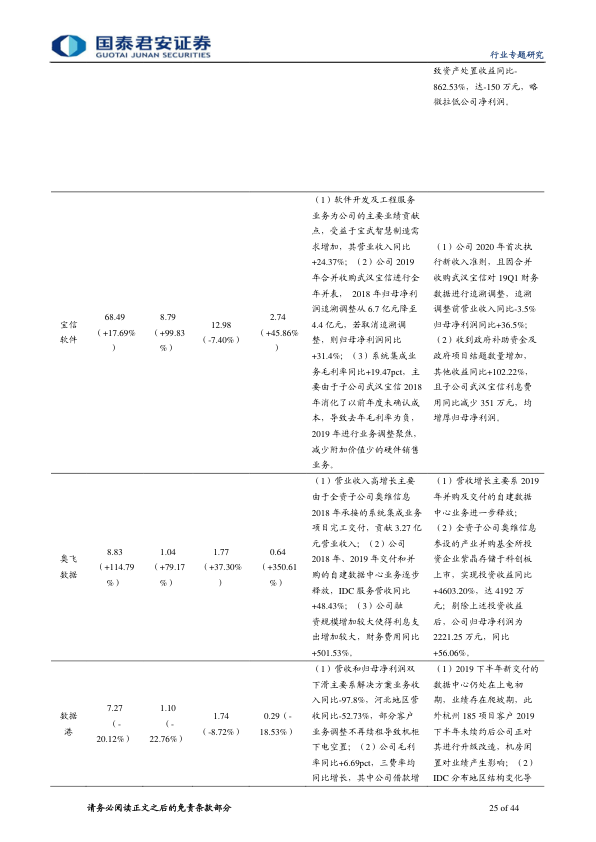 国泰君安证券
GUOTAI JUNAN SECURITIES
行业专题研究
致资产处置收益同比-
862.53%，达-150 万元，略
微拉低公司净利润。
宝信
软件
68.49
（+17.69%
）
8.79
（+99.83
%）
12.98
（-7.40%）
2.74
（+45.86%
）
（1）软件开发及工程服务
业务为公司的主要业绩贡献
点，受益于宝武智慧制造需
求增加，其营业收入同比
+24.37%；（2）公司 2019
年合并收购武汉宝信进行全
年并表， 2018 年归母净利
润追溯调整从 6.7 亿元降至
4.4 亿元，若取消追溯调
整，则归母净利润同比
+31.4%；（3）系统集成业
务毛利率同比+19.47pct，主
要由于子公司武汉宝信 2018
年消化了以前年度未确认成
本，导致去年毛利率为负，
2019 年进行业务调整聚焦，
减少附加价值少的硬件销售
业务。
（1）公司 2020 年首次执
行新收入准则，且因合并
收购武汉宝信对 19Q1 财务
数据进行追溯调整，追溯
调整前营业收入同比-3.5%
归母净利润同比+36.5%；
（2）收到政府补助资金及
政府项目结题数量增加，
其他收益同比+102.22%，
且子公司武汉宝信利息费
用同比减少 351 万元，均
增厚归母净利润。
奥飞
数据
8.83
（+114.79
%）
1.04
（+79.17
%）
1.77
（+37.30%
）
0.64
（+350.61
%）
（1）营业收入高增长主要
由于全资子公司奥维信息
2018 年承接的系统集成业务
项目完工交付，贡献 3.27 亿
元营业收入；（2）公司
2018 年、2019 年交付和并
购的自建数据中心业务逐步
释放，IDC 服务营收同比
+48.43%；（3）公司融
资规模增加较大使得利息支
出增加较大，财务费用同比
+501.53%。
（1）营收增长主要系 2019
年并购及交付的自建数据
中心业务进一步释放；
（2）全资子公司奥维信息
参设的产业并购基金所投
资企业紫晶存储于科创板
上市，实现投资收益同比
+4603.20%，达 4192 万
元；剔除上述投资收益
后，公司归母净利润为
2221.25 万元，同比
+56.06%。
数据
港
7.27
（-
20.12%）
1.10
（-
22.76%）
1.74
（-8.72%）
0.29（-
18.53%）
（1）营收和归母净利润双
下滑主要系解决方案业务收
入同比-97.8%，河北地区营
收同比-52.73%，部分客户
业务调整不再续租导致机柜
下电空置；（2）公司毛利
率同比+6.69pct，三费率均
同比增长，其中公司借款增
（1）2019 下半年新交付的
数据中心仍处在上电初
期，业绩存在爬坡期，此
外杭州 185 项目客户 2019
下半年未续约后公司正对
其进行升级改造，机房闲
置对业绩产生影响；（2）
IDC 分布地区结构变化导
请务必阅读正文之后的免责条款部分
25 of 44